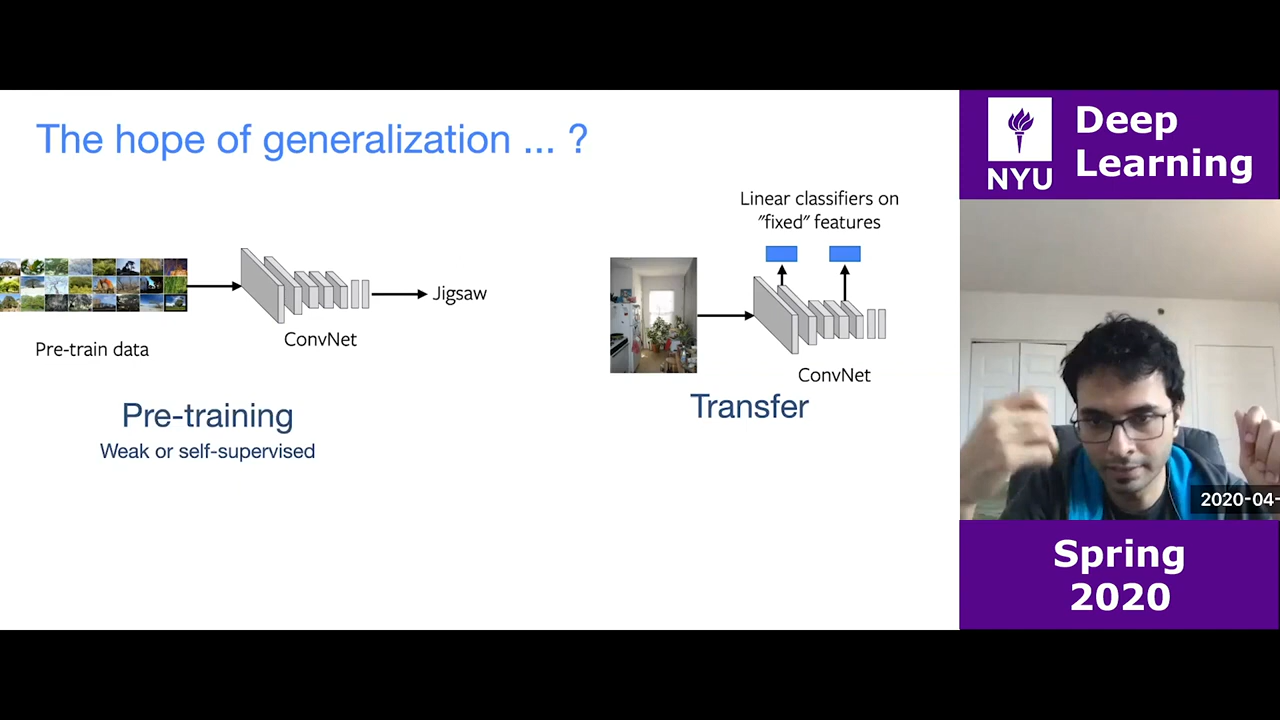 The hope of generalization ... ?
Linear classifiers on
"fixed" features
Jigsaw
ConvNet
Pre-train data
ConvNet
Pre-training
Transfer
Weak or self-supervised
NYU
Deep
Learning
2020-04-
Spring
2020